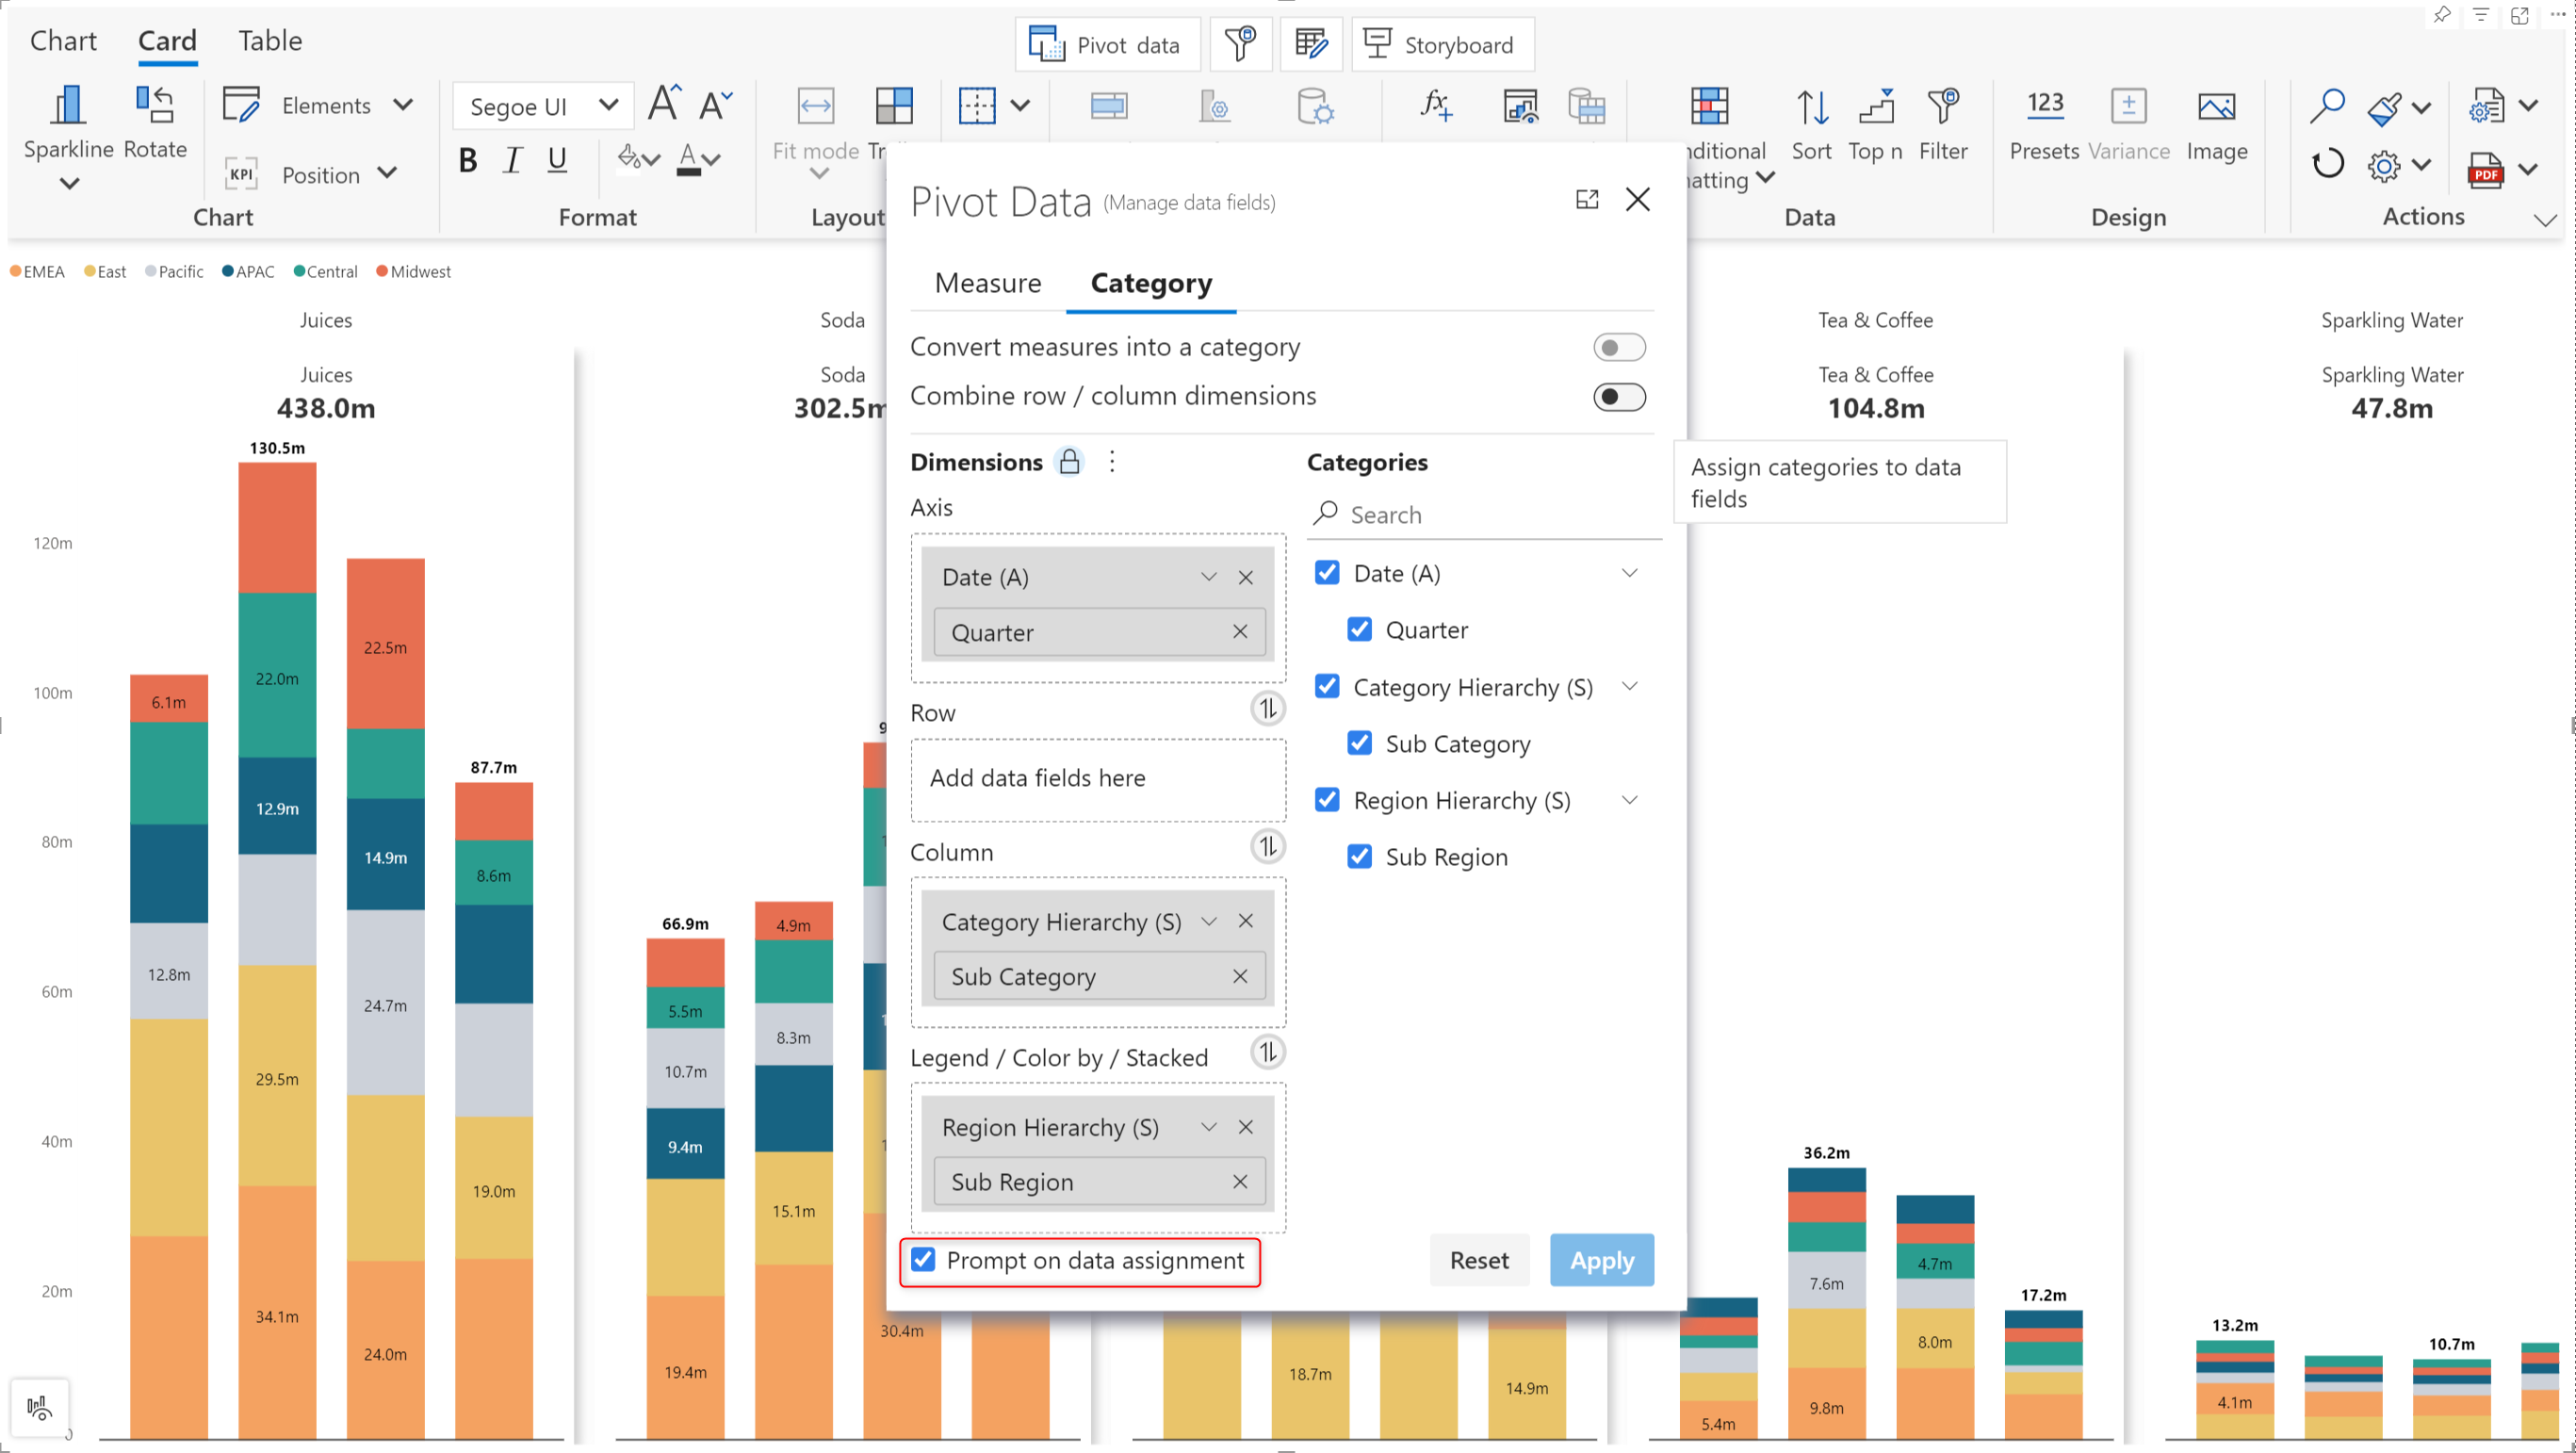 Chart Card Table
Pivot data Storyboard
Sparkline Rotate
Elements
KPI Position
Chart
Segoe UI A A
B I U A
Format
Fit mode Tr
Layout
fx
nditional
matting
Sort Top n Filter
Data
123
Presets Variance Image
Design
PDF
Actions
EMEA East Pacific APAC Central Midwest
Juices
Juices
438.0m
Soda
Soda
302.5m
Tea & Coffee
Tea & Coffee
104.8m
Sparkling Water
Sparkling Water
47.8m
120m
100m
80m
60m
40m
20m
0
6.1m
12.8m
130.5m
22.0m
12.9m
29.5m
34.1m
22.5m
14.9m
24.7m
24.0m
87.7m
8.6m
19.0m
66.9m
5.5m
10.7m
9.4m
19.4m
4.9m
8.3m
15.1m
9
1
1
1
30.4m
18.7m
14.9m
5.4m
36.2m
7.6m
9.8m
4.7m
8.0m
17.2m
13.2m
4.1m
10.7m
Pivot Data (Manage data fields)
Measure Category
Convert measures into a category
Combine row / column dimensions
Dimensions
Axis
Date (A)
Quarter
Row
Add data fields here
Column
Category Hierarchy (S)
Sub Category
Legend / Color by / Stacked
Region Hierarchy (S)
Sub Region
Prompt on data assignment
Categories
Search
Date (A)
Quarter
Category Hierarchy (S)
Sub Category
Region Hierarchy (S)
Sub Region
Reset Apply
Assign categories to data
fields